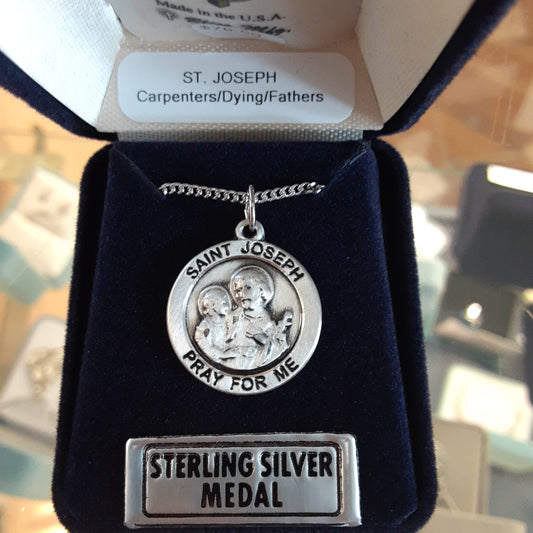 Made in the U.S.A.
ST. JOSEPH
Carpenters/Dying/Fathers
SAINT JOSEPH
PRAY FOR ME
STERLING SILVER
MEDAL